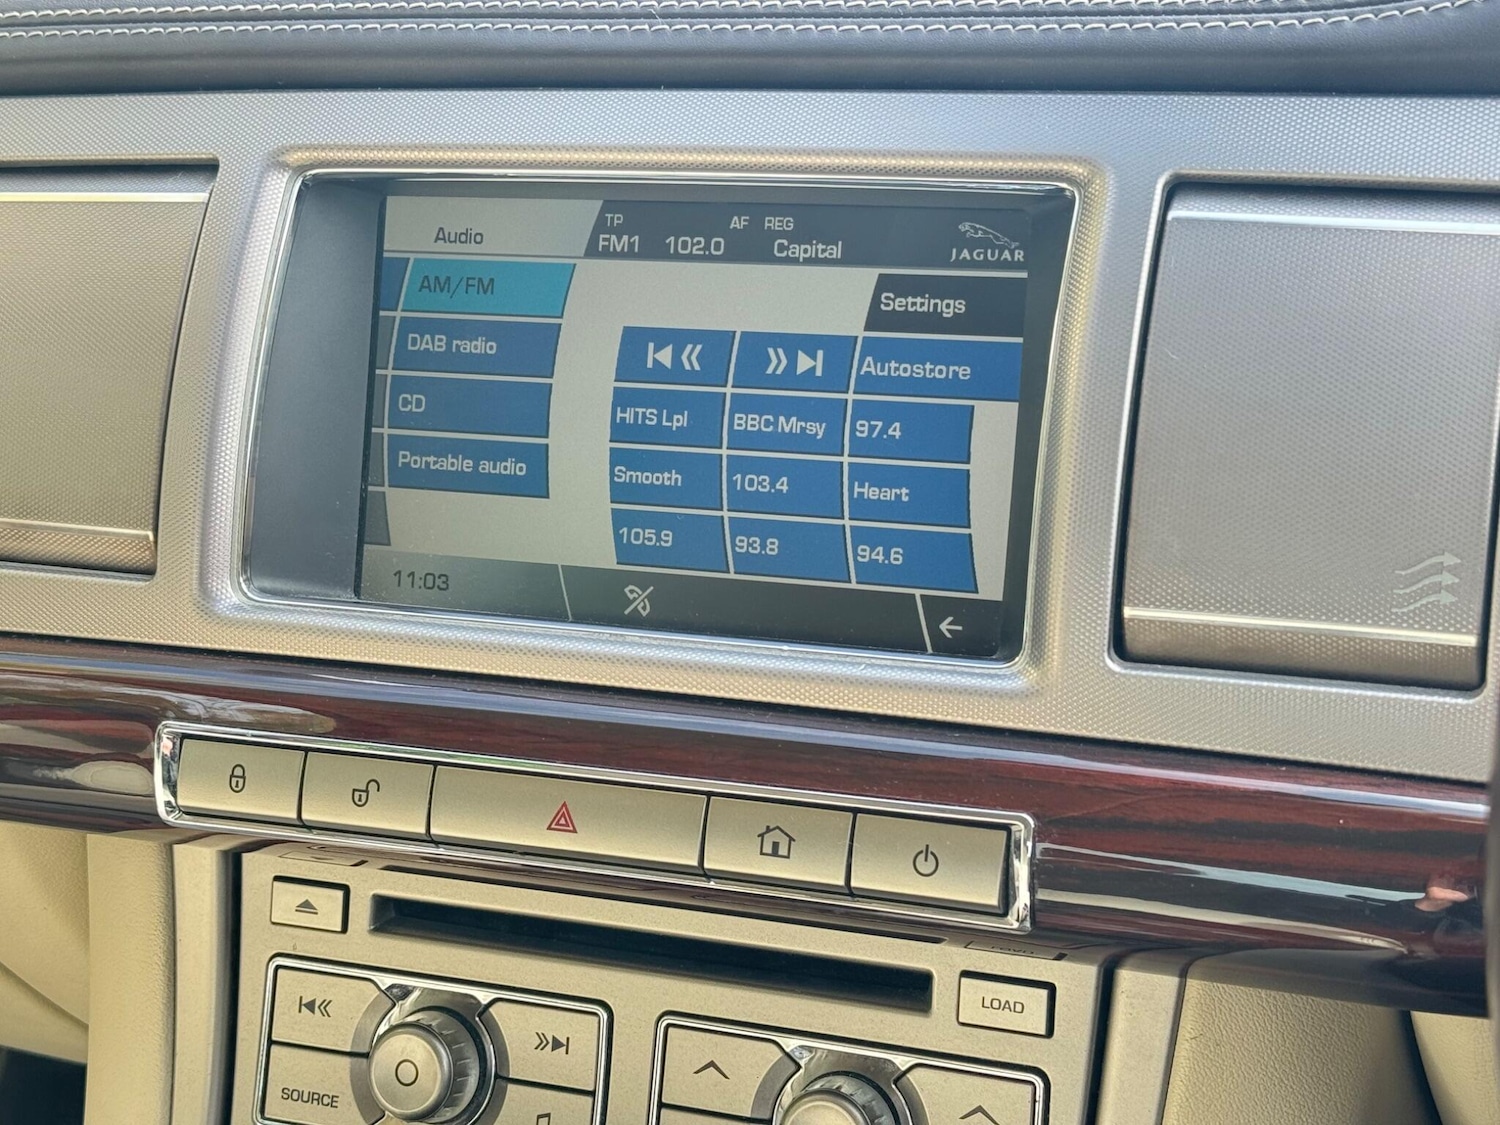 Audio
TP AF REG
FM1 102.0 Capital
JAGUAR
AM/FM
Settings
DAB radio
Autostore
CD
HITS Lpl BBC Mrsy 97.4
Portable audio
Smooth 103.4 Heart
105.9 93.8 94.6
11:03
LOAD
SOURCE